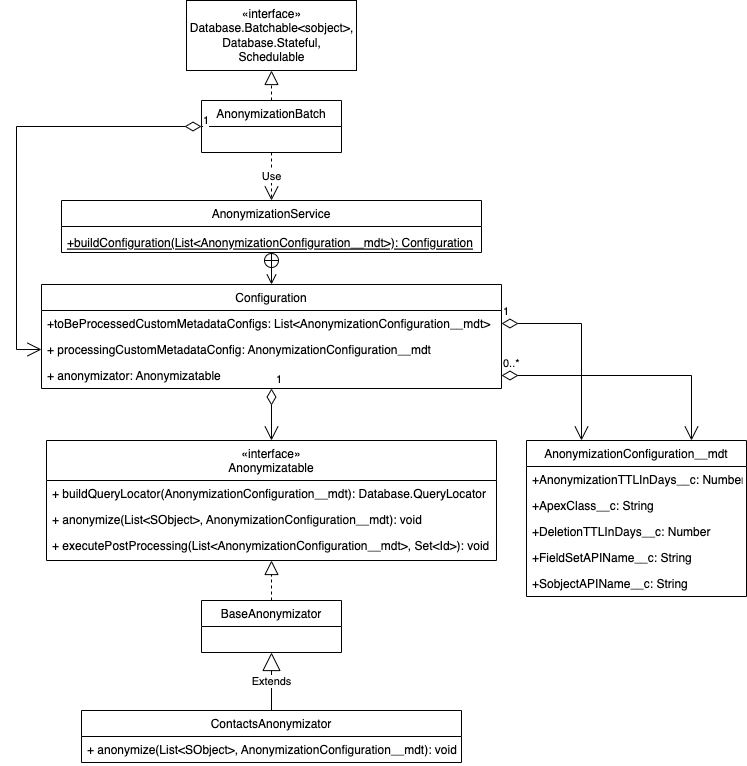 «interface»
Database.Batchable<sobject>,
Database.Stateful,
Schedulable
AnonymizationBatch
1
Use
AnonymizationService
+buildConfiguration(List<AnonymizationConfiguration__mdt>): Configuration
Configuration
+toBeProcessedCustomMetadataConfigs: List<AnonymizationConfiguration__mdt>
+ processingCustomMetadataConfig: AnonymizationConfiguration__mdt
+ anonymizator: Anonymizatable
1
0..*
1
«interface»
Anonymizatable
+ buildQueryLocator(AnonymizationConfiguration__mdt): Database.QueryLocator
+ anonymize(List<SObject>, AnonymizationConfiguration__mdt): void
+ executePostProcessing(List<AnonymizationConfiguration__mdt>, Set<Id>): void
AnonymizationConfiguration__mdt
+AnonymizationTTLInDays__c: Number
+ApexClass__c: String
+DeletionTTLInDays__c: Number
+FieldSetAPIName__c: String
+SobjectAPIName__c: String
BaseAnonymizator
Extends
ContactsAnonymizator
+ anonymize(List<SObject>, AnonymizationConfiguration__mdt): void